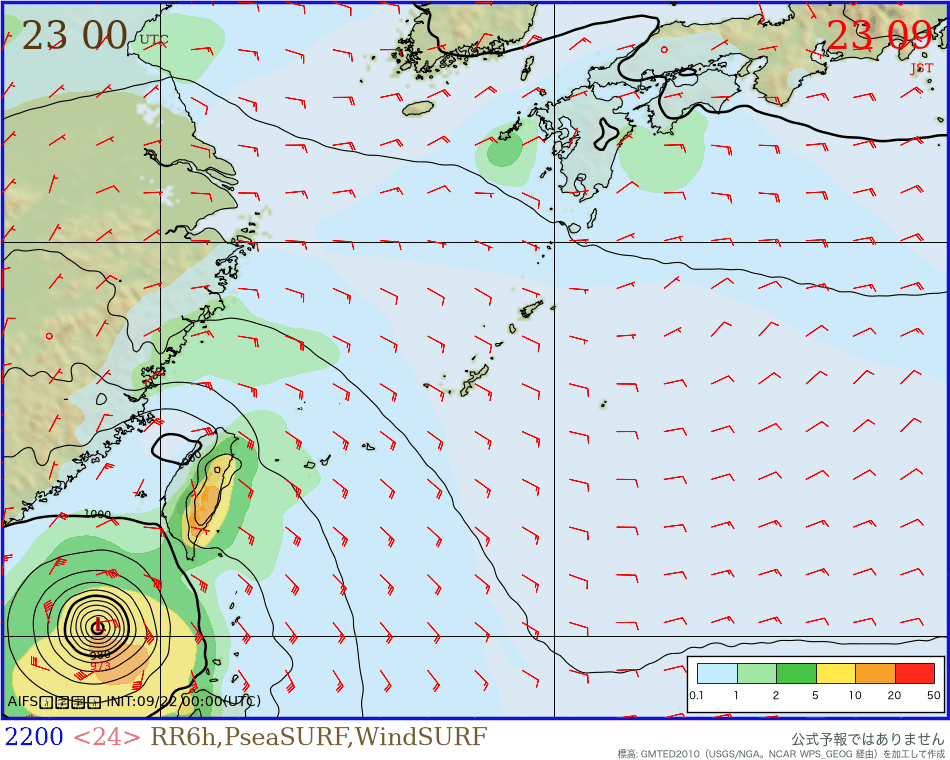 23 00 UTC
23 09
JST
1000
1000
980
973
AIFS INIT:09/22 00:00(UTC)
0.1 1 2 5 10 20 50
2200 <24> RR6h,PseaSURF,WindSURF
公式予報ではありません
標高: GMTED2010（USGS/NGA。NCAR WPS_GEOG 経由）を加工して作成